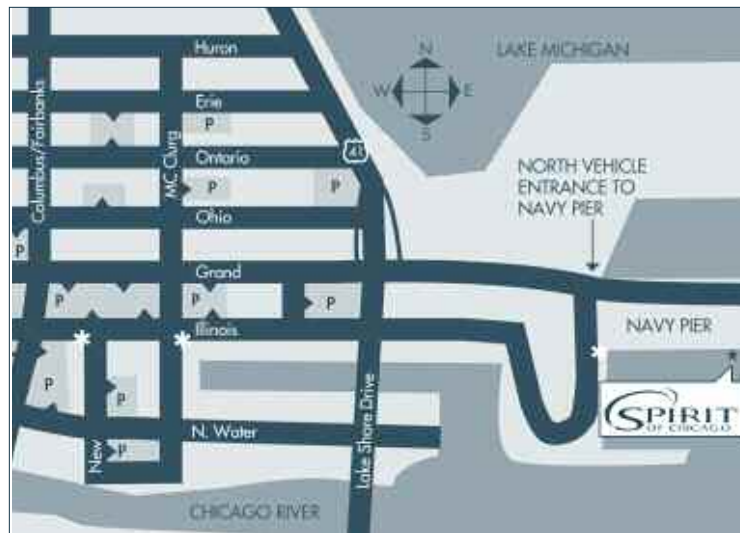 Huron
LAKE MICHIGAN
N
W
E
S
Columbus/Fairbanks
Erie
P
MC Clurg
Ontario
41
P
P
NORTH VEHICLE
ENTRANCE TO
NAVY PIER
Ohio
P
Grand
P
P
P
Illinois
NAVY PIER
P
P
SPIRIT
OF CHICAGO
Lake Shore Drive
N. Water
New
P
CHICAGO RIVER